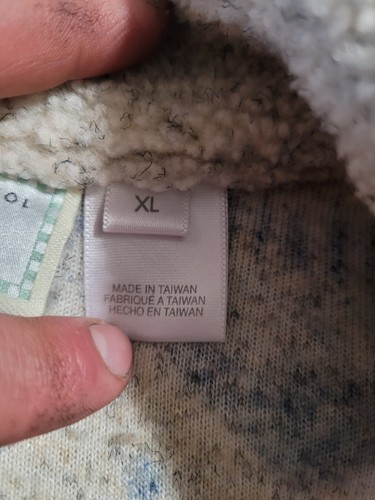 XL
MADE IN TAIWAN
FABRIQUÉ A TAIWAN
HECHO EN TAIWAN